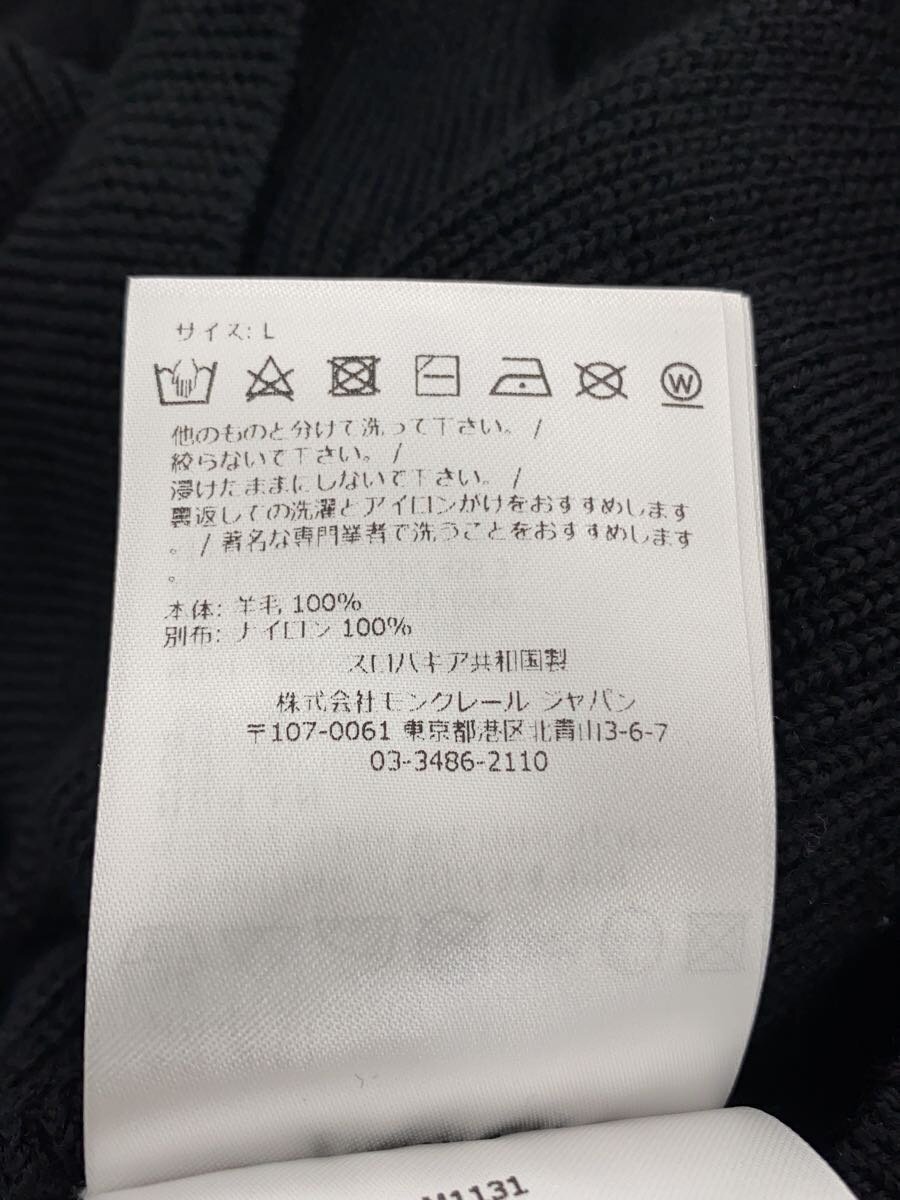 サイズ: L
W
他のものと分けて洗って下さい。 /
絞らないで下さい。 /
浸けたままにしないで下さい。 /
裏返しての洗濯とアイロンがけをおすすめします
。 / 著名な専門業者で洗うことをおすすめします
。
本体: 羊毛 100%
別布: ナイロン 100%
スロバキア共和国製
株式会社モンクレール ジャパン
〒107-0061 東京都港区北青山3-6-7
03-3486-2110